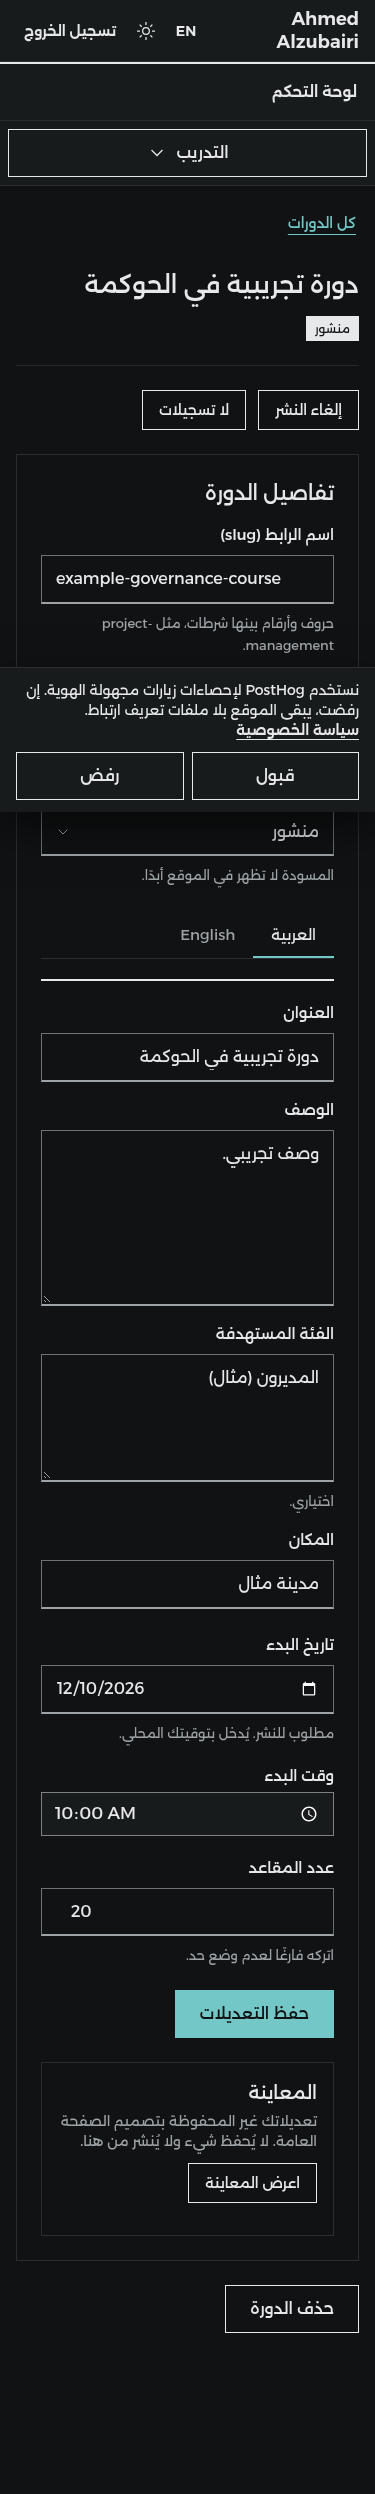 Ahmed
Alzubairi
EN
تسجيل الخروج
لوحة التحكم
التدريب
كل الدورات
دورة تجريبية في الحوكمة
منشور
إلغاء النشر
لا تسجيلات
تفاصيل الدورة
اسم الرابط (slug)
example-governance-course
حروف وأرقام بينها شرطات، مثل project-
management.
نستخدم PostHog لإحصاءات زيارات مجهولة الهوية. إن
رفضت، يبقى الموقع بلا ملفات تعريف ارتباط.
سياسة الخصوصية
قبول
رفض
منشور
المسودة لا تظهر في الموقع أبدًا.
العربية
English
العنوان
دورة تجريبية في الحوكمة
الوصف
وصف تجريبي.
الفئة المستهدفة
المديرون (مثال)
اختياري.
المكان
مدينة مثال
تاريخ البدء
12/10/2026
مطلوب للنشر. يُدخل بتوقيتك المحلي.
وقت البدء
10:00 AM
عدد المقاعد
20
اتركه فارغًا لعدم وضع حد.
حفظ التعديلات
المعاينة
تعديلاتك غير المحفوظة بتصميم الصفحة
العامة. لا يُحفظ شيء ولا يُنشر من هنا.
اعرض المعاينة
حذف الدورة